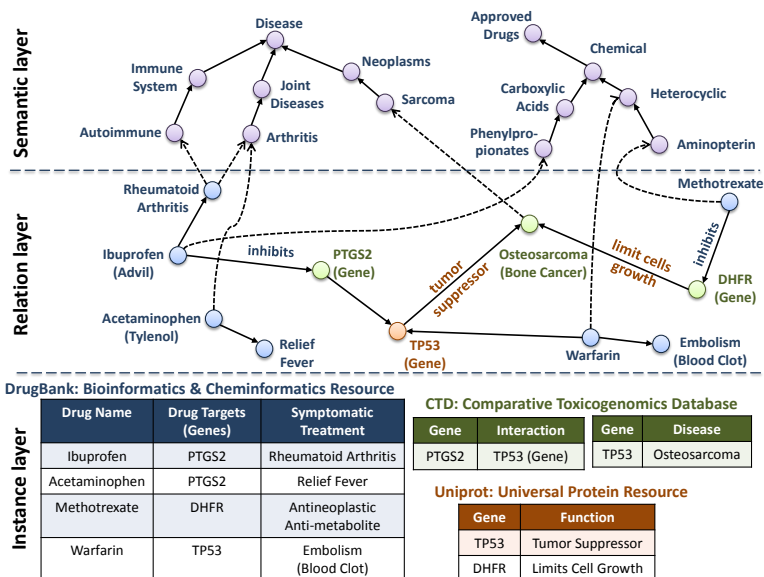 Semantic layer
Disease
Approved
Drugs
Chemical
Neoplasms
Immune
System
Joint
Diseases
Sarcoma
Carboxylic
Acids
Heterocyclic
Autoimmune
Arthritis
Phenylpro-
pionates
Aminopterin
Relation layer
Rheumatoid
Arthritis
Methotrexate
Ibuprofen
(Advil)
inhibits
PTGS2
(Gene)
tumor
suppressor
Osteosarcoma
(Bone Cancer)
limit cells
growth
inhibits
DHFR
(Gene)
Acetaminophen
(Tylenol)
Relief
Fever
TP53
(Gene)
Warfarin
Embolism
(Blood Clot)
Instance layer
DrugBank: Bioinformatics & Cheminformatics Resource
Drug Name Drug Targets (Genes) Symptomatic Treatment
Ibuprofen PTGS2 Rheumatoid Arthritis
Acetaminophen PTGS2 Relief Fever
Methotrexate DHFR Antineoplastic Anti-metabolite
Warfarin TP53 Embolism (Blood Clot)
CTD: Comparative Toxicogenomics Database
Gene Interaction
PTGS2 TP53 (Gene)
Gene Disease
TP53 Osteosarcoma
Uniprot: Universal Protein Resource
Gene Function
TP53 Tumor Suppressor
DHFR Limits Cell Growth